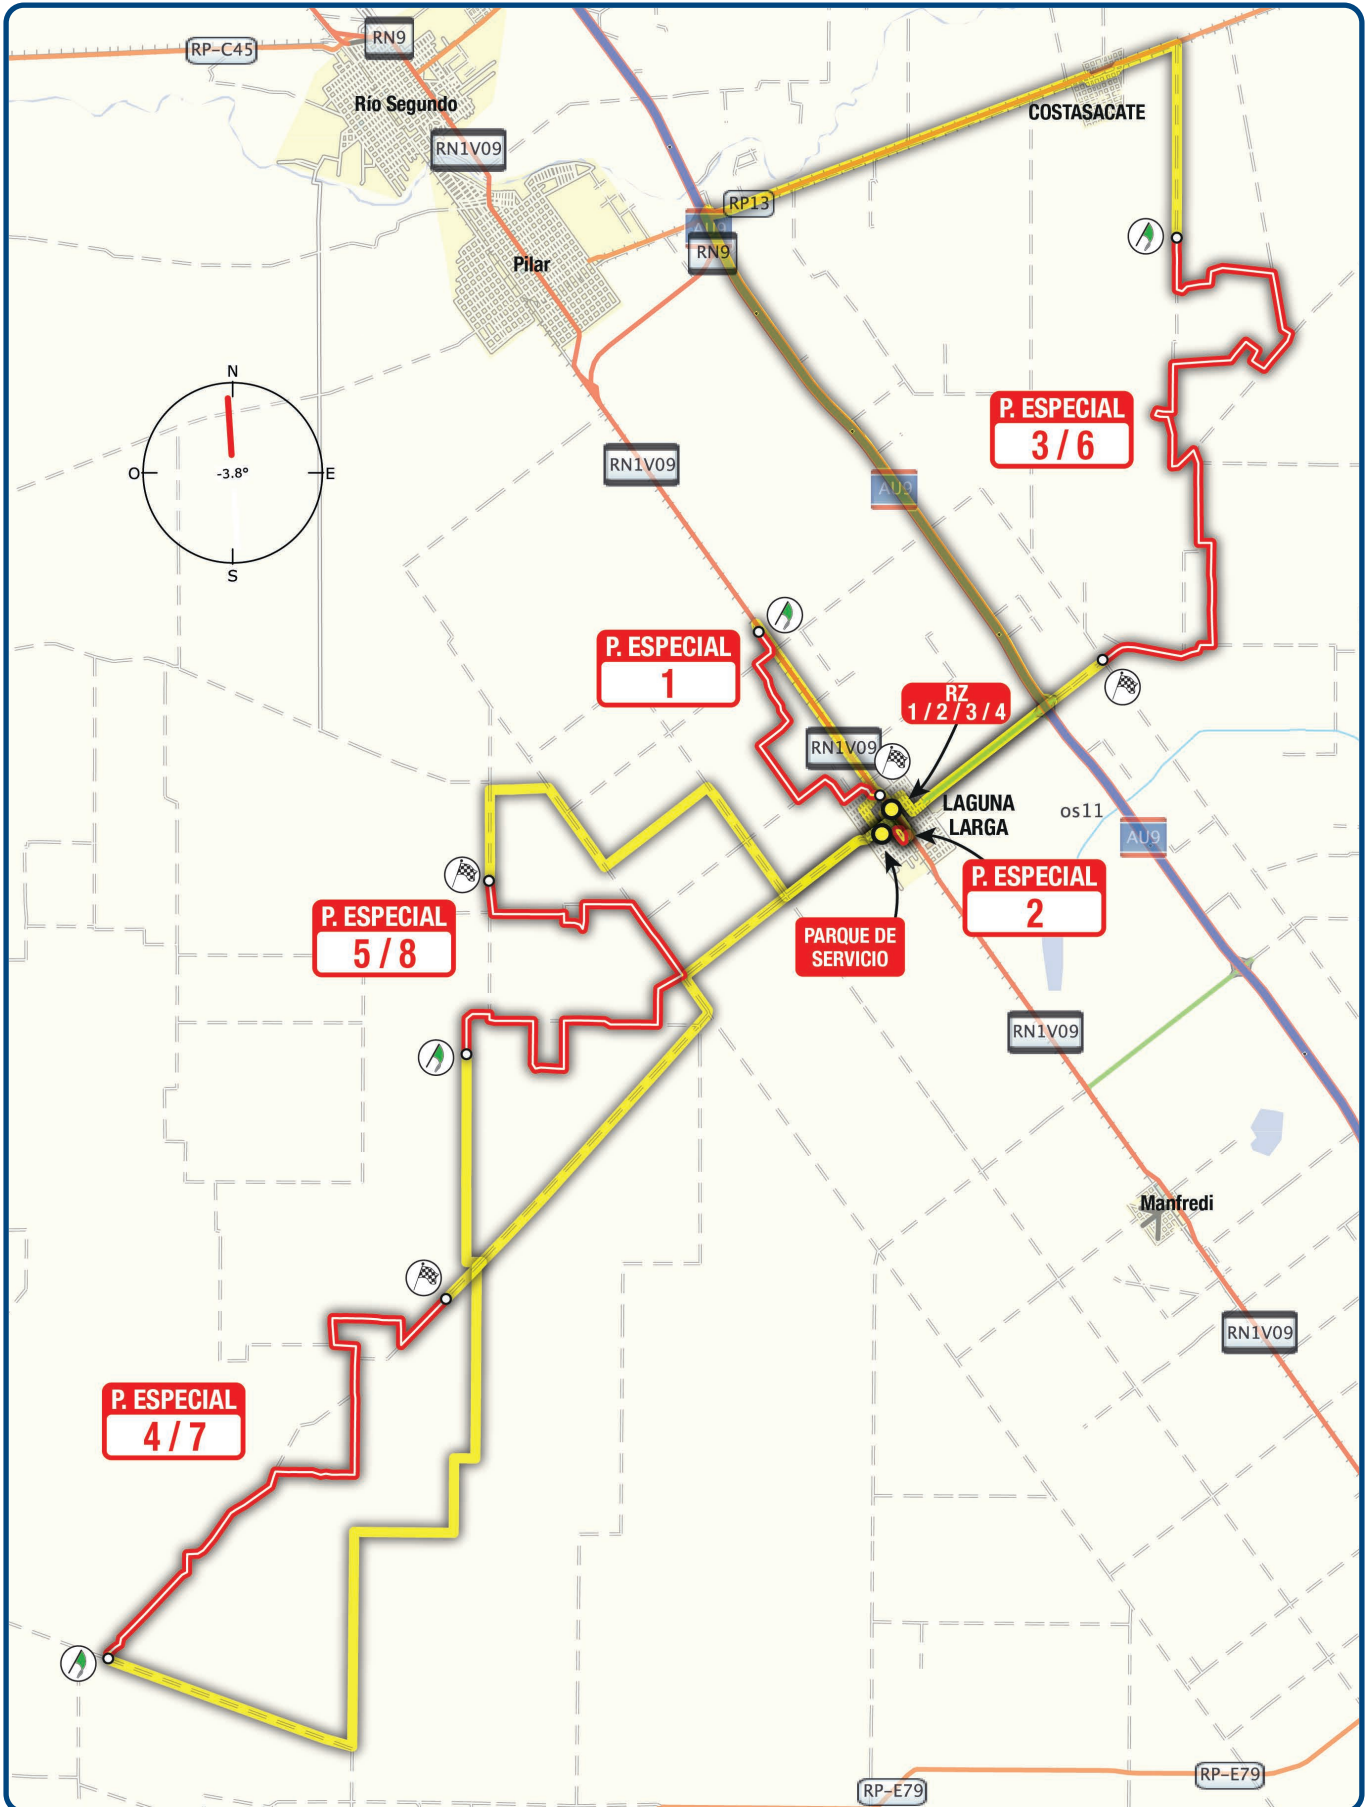 RP-C45
RN9
Río Segundo
RN1V09
COSTASACATE
RP13
AU9
RN9
Pilar
N
O
-3.8°
E
S
P. ESPECIAL
3 / 6
RN1V09
AU9
P. ESPECIAL
1
RZ
1 / 2 / 3 / 4
RN1V09
LAGUNA
LARGA
os11
AU9
P. ESPECIAL
2
P. ESPECIAL
5 / 8
PARQUE DE
SERVICIO
RN1V09
Manfredi
RN1V09
P. ESPECIAL
4 / 7
RP-E79
RP-E79